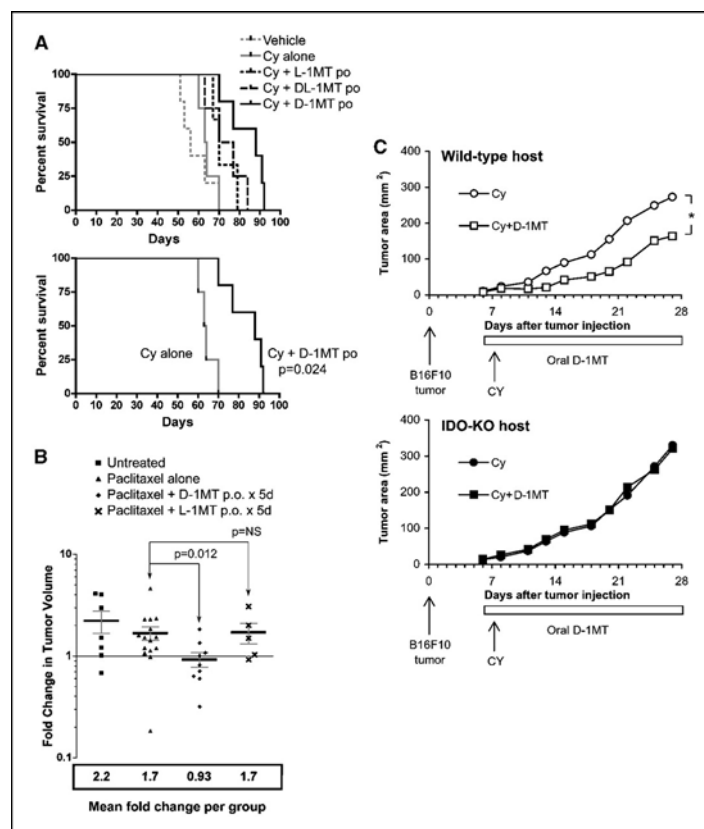 A
Vehicle
Cy alone
Cy + L-1MT po
Cy + DL-1MT po
Cy + D-1MT po
Percent survival
100
75
50
25
0
0 10 20 30 40 50 60 70 80 90 100
Days
Percent survival
100
75
50
25
0
Cy alone
Cy + D-1MT po
p=0.024
0 10 20 30 40 50 60 70 80 90 100
Days
B
Untreated
Paclitaxel alone
Paclitaxel + D-1MT p.o. x 5d
Paclitaxel + L-1MT p.o. x 5d
p=NS
p=0.012
Fold Change in Tumor Volume
10
1
0.1
2.2 1.7 0.93 1.7
Mean fold change per group
C
Wild-type host
Tumor area (mm 2)
400
300
200
100
0
Cy
Cy+D-1MT
*
0 7 14 21 28
Days after tumor injection
Oral D-1MT
B16F10
tumor
CY
IDO-KO host
Tumor area (mm 2)
400
300
200
100
0
Cy
Cy+D-1MT
0 7 14 21 28
Days after tumor injection
Oral D-1MT
B16F10
tumor
CY